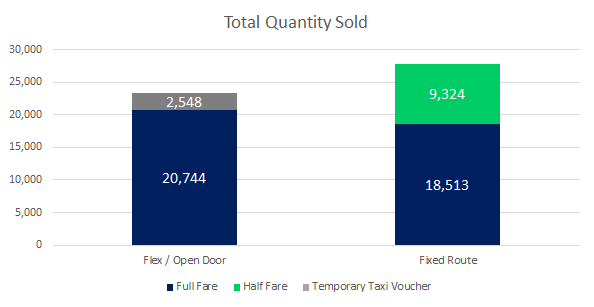 Total Quantity Sold
30,000
25,000
20,000
15,000
10,000
5,000
0
2,548
20,744
9,324
18,513
Flex / Open Door
Fixed Route
Full Fare
Half Fare
Temporary Taxi Voucher